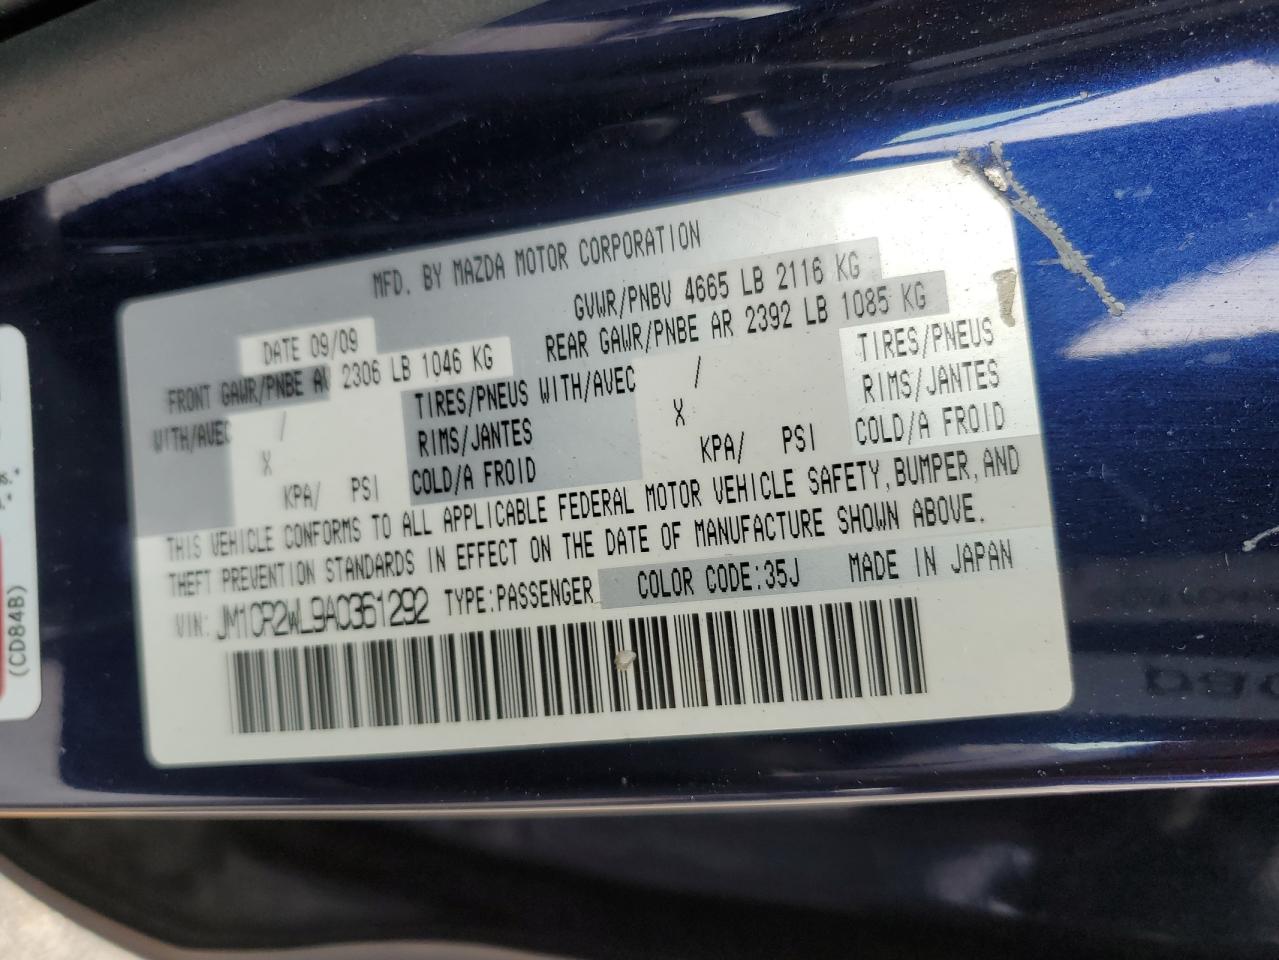 MFD. BY MAZDA MOTOR CORPORATION
DATE 09/09 GVWR/PNBV 4665 LB 2116 KG
FRONT GAWR/PNBE AV 2306 LB 1046 KG REAR GAWR/PNBE AR 2392 LB 1085 KG
WITH/AVEC / TIRES/PNEUS WITH/AVEC / TIRES/PNEUS
X RIMS/JANTES X RIMS/JANTES
KPA/ PSI COLD/A FROID KPA/ PSI COLD/A FROID
THIS VEHICLE CONFORMS TO ALL APPLICABLE FEDERAL MOTOR VEHICLE SAFETY, BUMPER, AND
THEFT PREVENTION STANDARDS IN EFFECT ON THE DATE OF MANUFACTURE SHOWN ABOVE.
VIN: JM1CR2WL9A0361292 TYPE:PASSENGER COLOR CODE:35J MADE IN JAPAN
(CD84B)